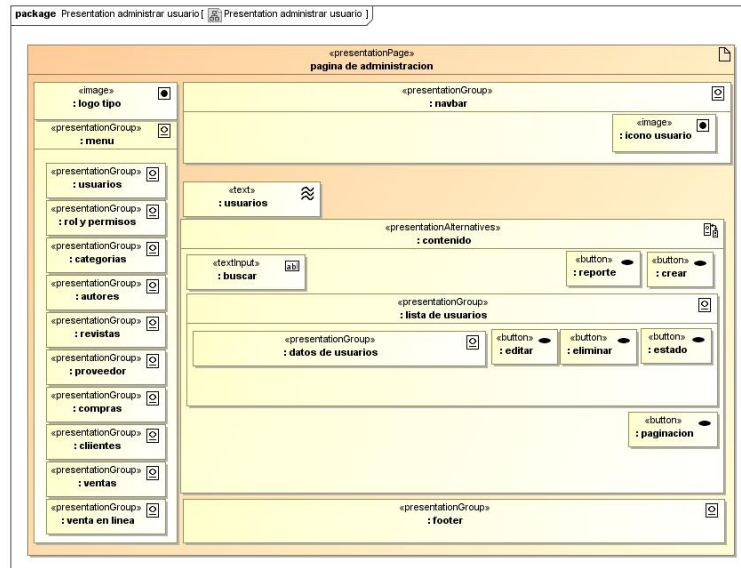 package Presentation administrar usuario[ Presentation administrar usuario ]
«presentationPage»
pagina de administracion
«image»
: logo tipo
«presentationGroup»
: menu
«presentationGroup»
: usuarios
«presentationGroup»
: rol y permisos
«presentationGroup»
: categorias
«presentationGroup»
: autores
«presentationGroup»
: revistas
«presentationGroup»
: proveedor
«presentationGroup»
: compras
«presentationGroup»
: cliientes
«presentationGroup»
: ventas
«presentationGroup»
: venta en linea
«presentationGroup»
: navbar
«image»
: icono usuario
«text»
: usuarios
«presentationAlternatives»
: contenido
«textInput»
: buscar
ab
«button»
: reporte
«button»
: crear
«presentationGroup»
: lista de usuarios
«presentationGroup»
: datos de usuarios
«button»
: editar
«button»
: eliminar
«button»
: estado
«button»
: paginacion
«presentationGroup»
: footer